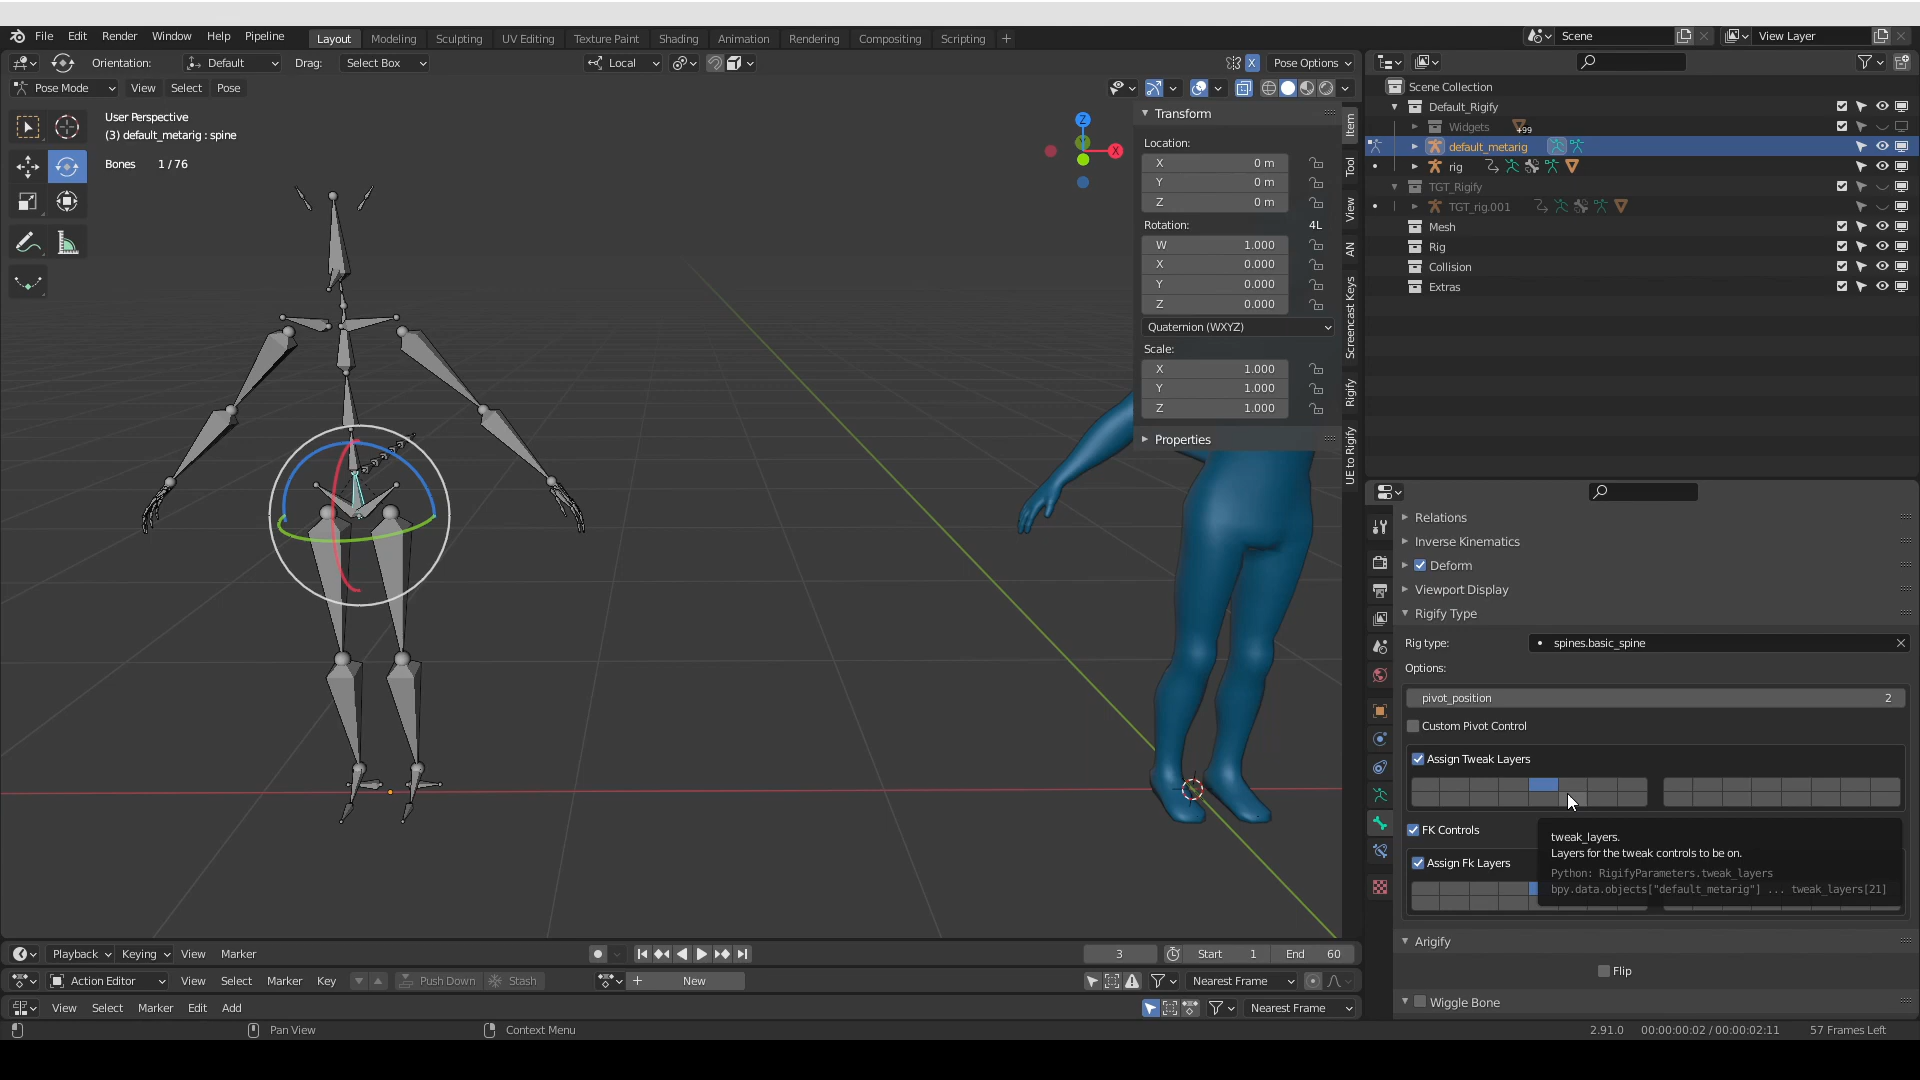 File Edit Render Window Help Pipeline Layout Modeling Sculpting UV Editing Texture Paint Shading Animation Rendering Compositing Scripting + Scene View Layer
Orientation: Default Drag: Select Box Local X Pose Options
Pose Mode View Select Pose
User Perspective
(3) default_metarig : spine
Bones 1 / 76
Z
Y
X
Transform
Location:
X 0 m
Y 0 m
Z 0 m
Rotation: 4L
W 1.000
X 0.000
Y 0.000
Z 0.000
Quaternion (WXYZ)
Scale:
X 1.000
Y 1.000
Z 1.000
Properties
Item
Tool
View
AN
Screencast Keys
Rigify
UE to Rigify
Scene Collection
Default_Rigify
Widgets +99
default_metarig
rig
TGT_Rigify
TGT_rig.001
Mesh
Rig
Collision
Extras
Relations
Inverse Kinematics
Deform
Viewport Display
Rigify Type
Rig type: spines.basic_spine
Options:
pivot_position 2
Custom Pivot Control
Assign Tweak Layers
FK Controls
Assign Fk Layers
tweak_layers.
Layers for the tweak controls to be on.
Python: RigifyParameters.tweak_layers
bpy.data.objects["default_metarig"] ... tweak_layers[21]
Arigify
Flip
Wiggle Bone
Playback Keying View Marker 3 Start 1 End 60
Action Editor View Select Marker Key Push Down Stash + New Nearest Frame
View Select Marker Edit Add Nearest Frame
Pan View Context Menu 2.91.0 00:00:00:02 / 00:00:02:11 57 Frames Left